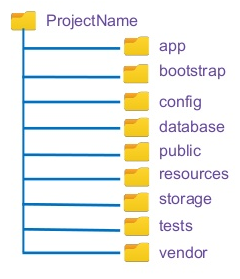 ProjectName
app
bootstrap
config
database
public
resources
storage
tests
vendor